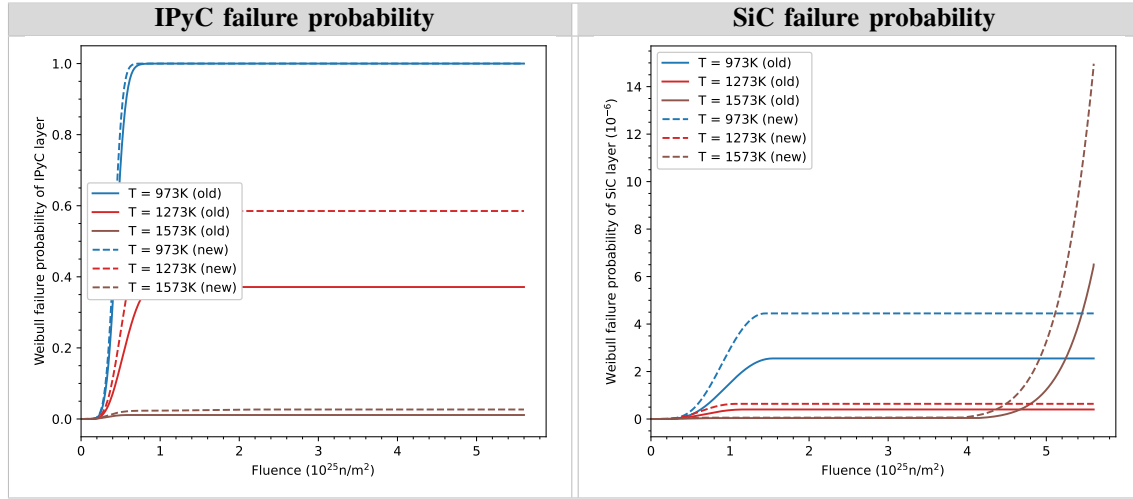 IPyC failure probability
SiC failure probability
Weibull failure probability of IPyC layer
1.0
0.8
0.6
0.4
0.2
0.0
T = 973K (old)
T = 1273K (old)
T = 1573K (old)
T = 973K (new)
T = 1273K (new)
T = 1573K (new)
0 1 2 3 4 5
Fluence (10²⁵n/m²)
Weibull failure probability of SiC layer (10⁻⁶)
14
12
10
8
6
4
2
0
T = 973K (old)
T = 1273K (old)
T = 1573K (old)
T = 973K (new)
T = 1273K (new)
T = 1573K (new)
0 1 2 3 4 5
Fluence (10²⁵n/m²)